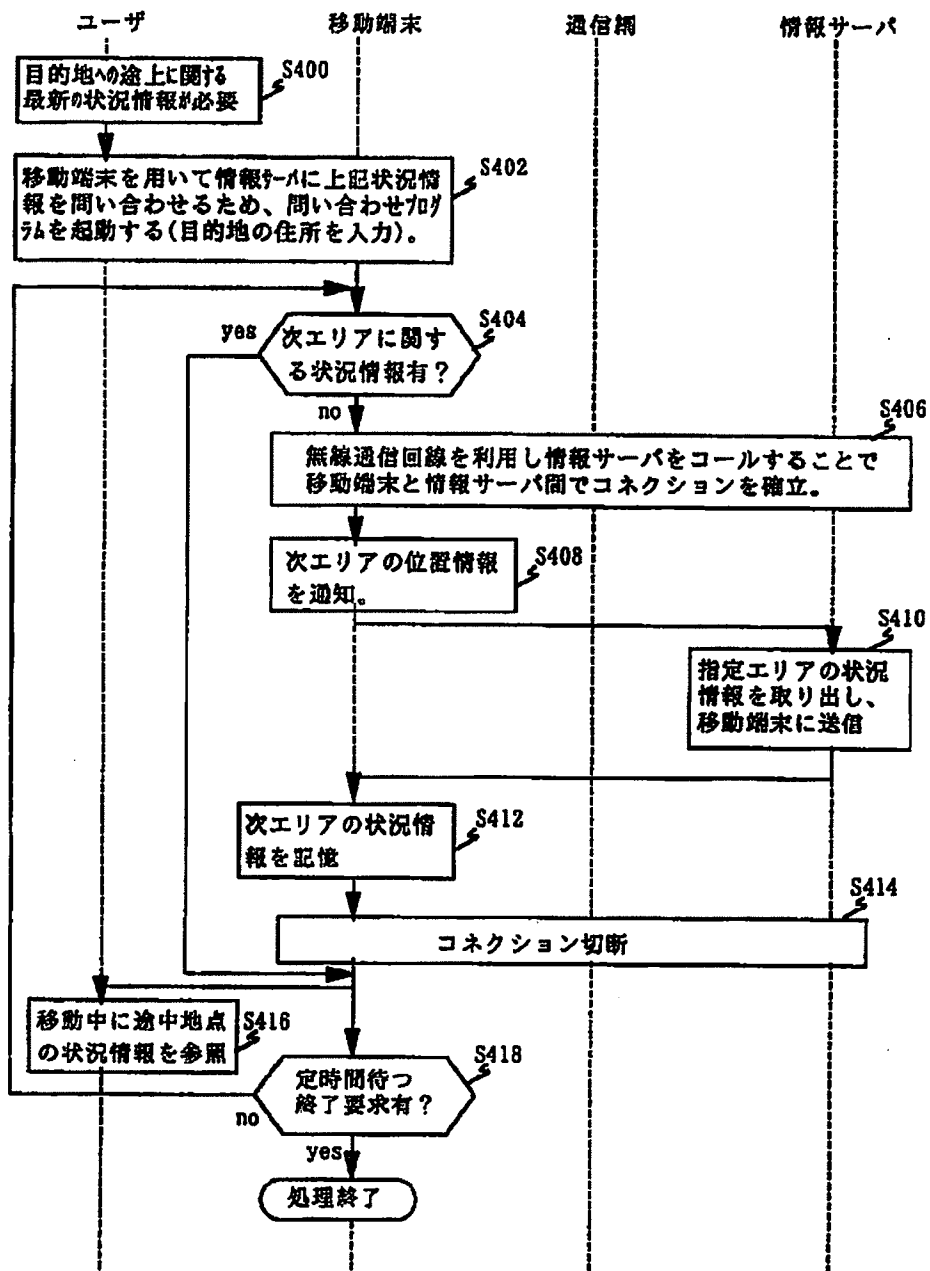 ユーザ
移動端末
通信網
情報サーバ
目的地への途上に関する
最新の状況情報が必要
S400
移動端末を用いて情報サーバに上記状況情
報を問い合わせるため、問い合わせプログ
ラムを起動する(目的地の住所を入力)。
S402
yes
次エリアに関す
る状況情報有?
S404
no
S406
無線通信回線を利用し情報サーバをコールすることで
移動端末と情報サーバ間でコネクションを確立。
次エリアの位置情報
を通知。
S408
S410
指定エリアの状況
情報を取り出し、
移動端末に送信
次エリアの状況情
報を記憶
S412
S414
コネクション切断
移動中に途中地点
の状況情報を参照
S416
定時間待つ
終了要求有?
S418
no
yes
処理終了